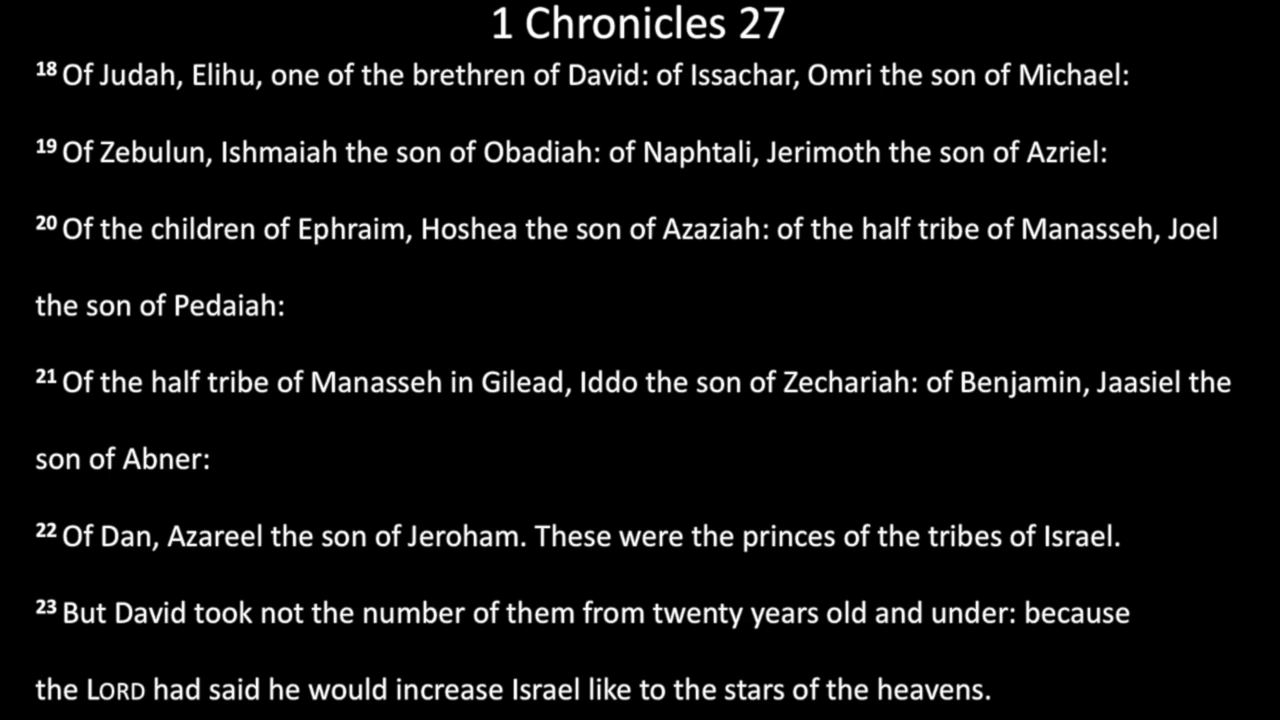 1 Chronicles 27
18 Of Judah, Elihu, one of the brethren of David: of Issachar, Omri the son of Michael:
19 Of Zebulun, Ishmaiah the son of Obadiah: of Naphtali, Jerimoth the son of Azriel:
20 Of the children of Ephraim, Hoshea the son of Azaziah: of the half tribe of Manasseh, Joel
the son of Pedaiah:
21 Of the half tribe of Manasseh in Gilead, Iddo the son of Zechariah: of Benjamin, Jaasiel the
son of Abner:
22 Of Dan, Azareel the son of Jeroham. These were the princes of the tribes of Israel.
23 But David took not the number of them from twenty years old and under: because
the LORD had said he would increase Israel like to the stars of the heavens.